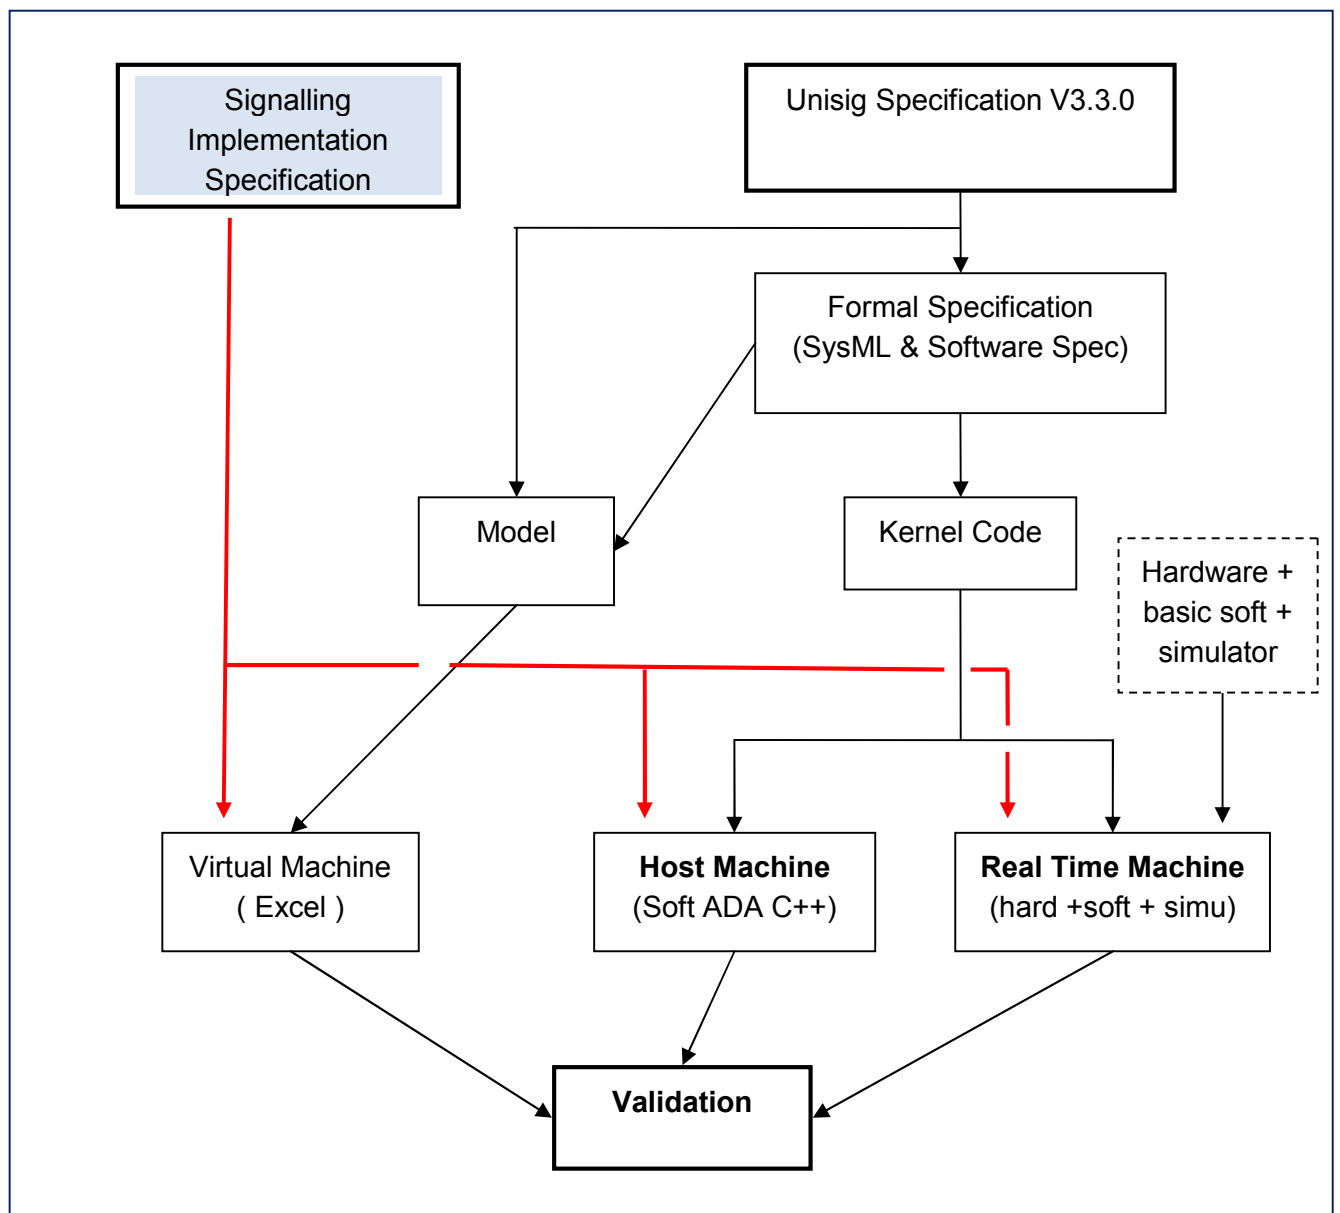 Signalling
Implementation
Specification
Unisig Specification V3.3.0
Formal Specification
(SysML & Software Spec)
Model
Kernel Code
Hardware +
basic soft +
simulator
Virtual Machine
( Excel )
Host Machine
(Soft ADA C++)
Real Time Machine
(hard +soft + simu)
Validation